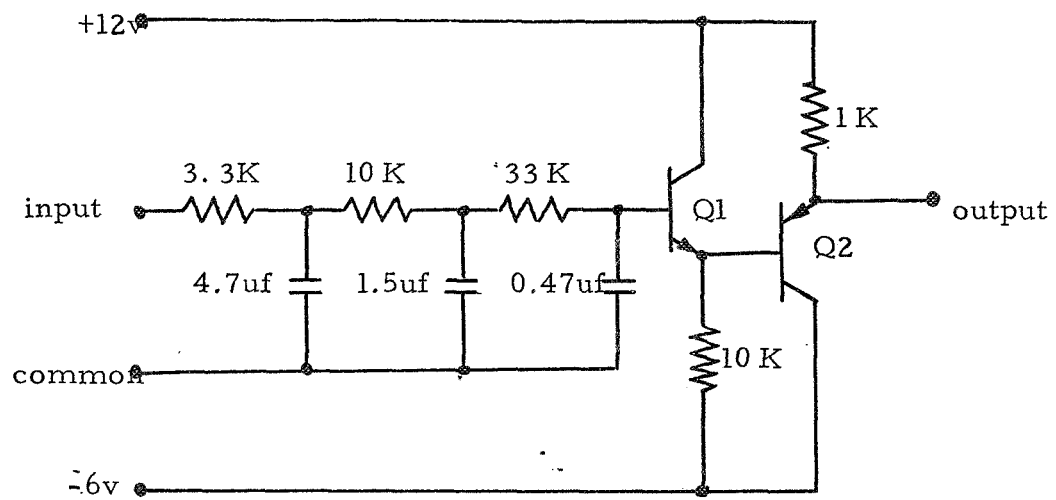 +12v
1 K
3.3K 10 K 33 K
input Q1 output
Q2
4.7uf 1.5uf 0.47uf
10 K
common
-6v